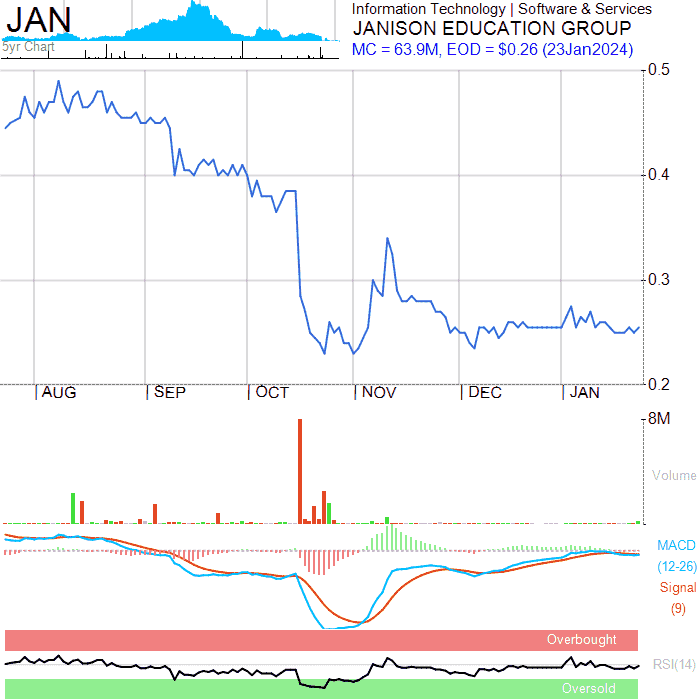 JAN
5yr Chart
Information Technology | Software & Services
JANISON EDUCATION GROUP
MC = 63.9M, EOD = $0.26 (23Jan2024)
0.5
0.4
0.3
0.2
|AUG |SEP |OCT |NOV |DEC |JAN
8M
Volume
MACD
(12-26)
Signal
(9)
Overbought
RSI(14)
Oversold